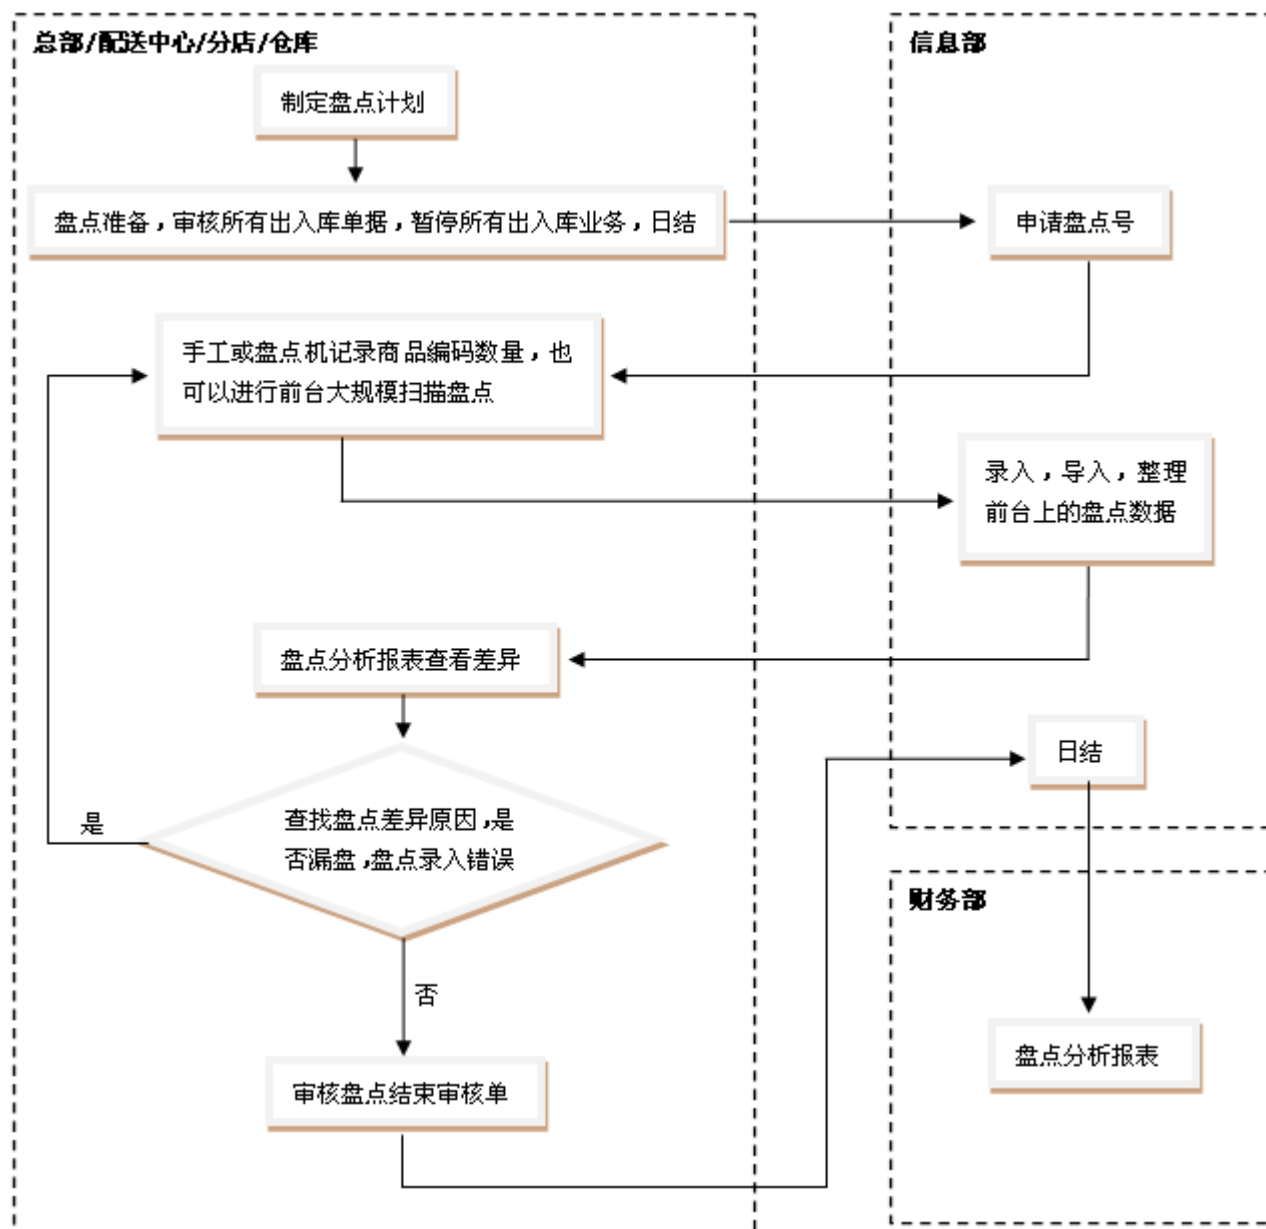 总部/配送中心/分店/仓库
信息部
制定盘点计划
盘点准备，审核所有出入库单据，暂停所有出入库业务，日结
申请盘点号
手工或盘点机记录商品编码数量，也
可以进行前台大规模扫描盘点
录入，导入，整理
前台上的盘点数据
盘点分析报表查看差异
日结
查找盘点差异原因,是
否漏盘,盘点录入错误
是
财务部
否
盘点分析报表
审核盘点结束审核单